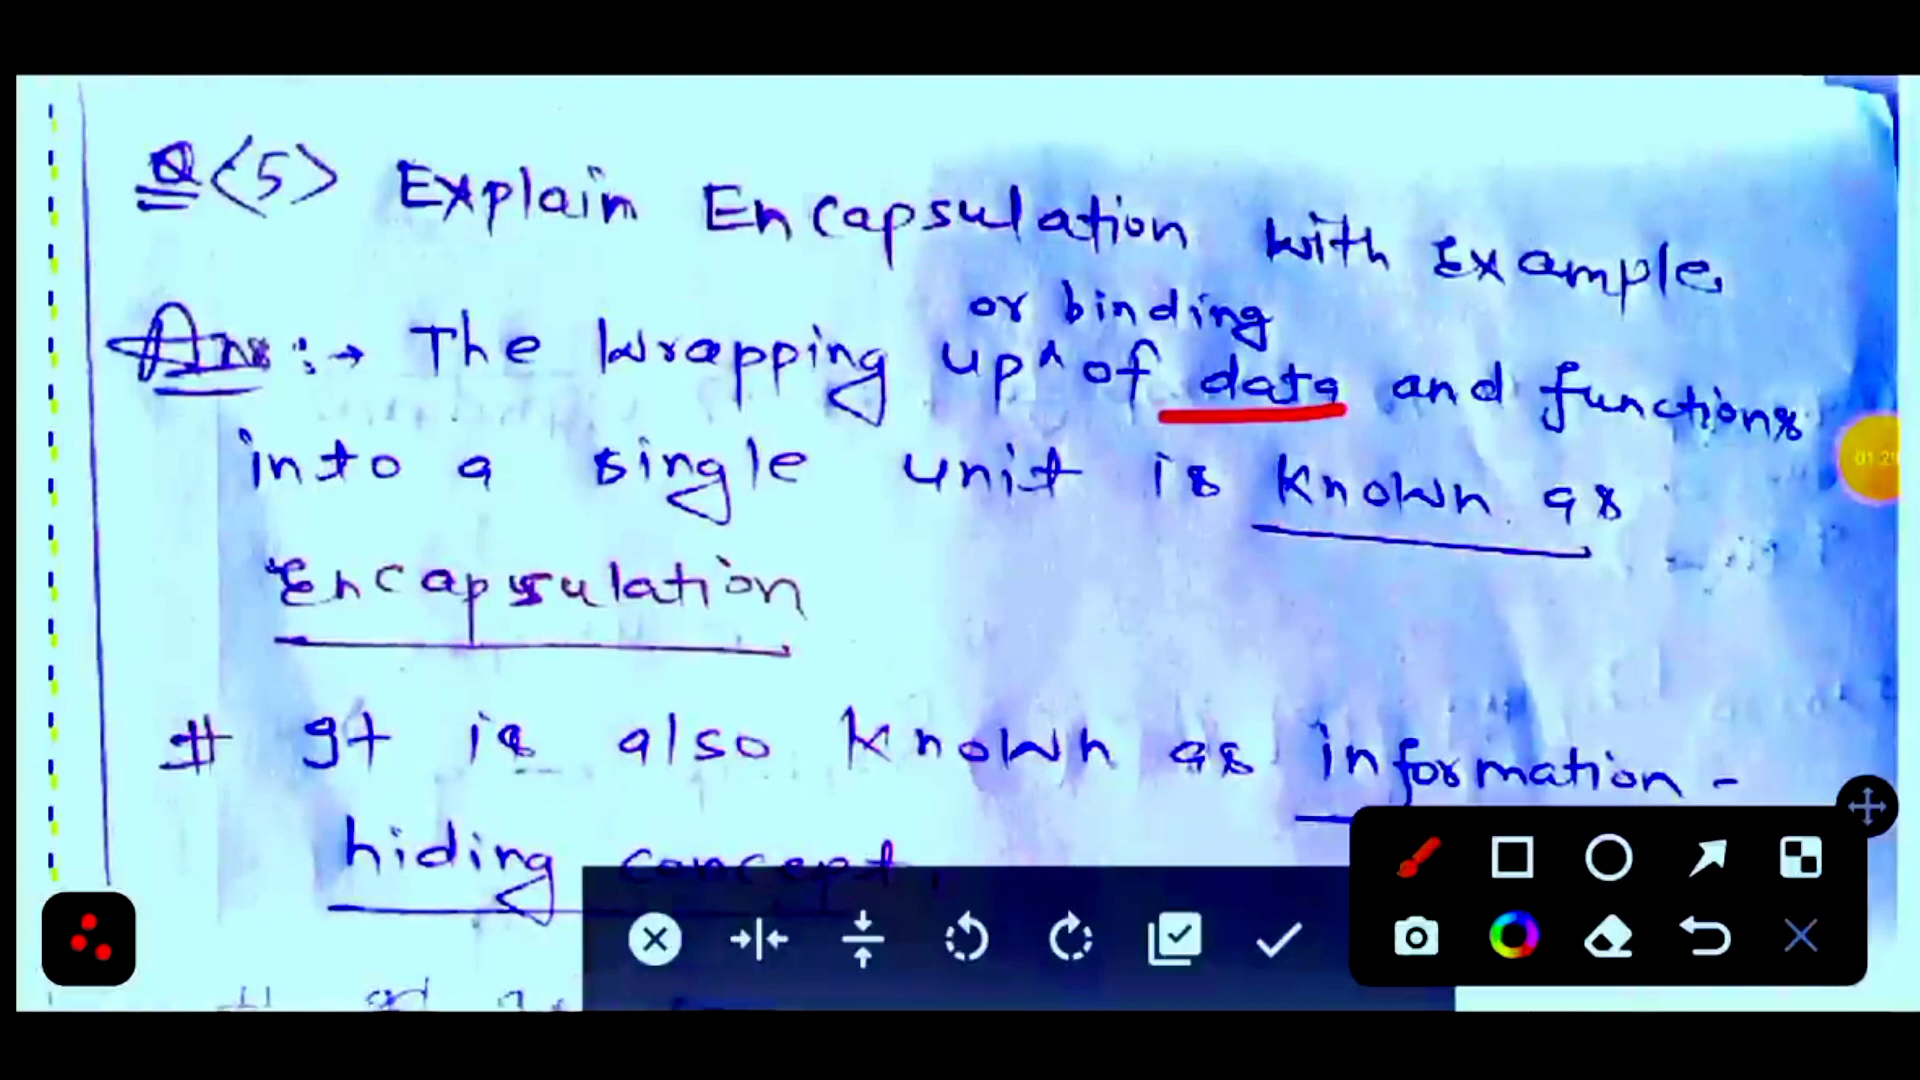 Q<5> Explain Encapsulation with Example.
or binding
Ans :→ The Wrapping up^ of data and functions
into a single unit is known as
Encapsulation
# It is also known as information-
hiding concept.